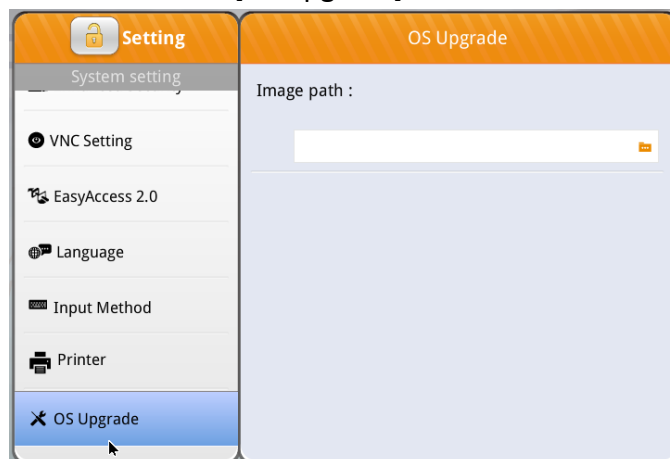 Setting
System setting
VNC Setting
EasyAccess 2.0
Language
Input Method
Printer
OS Upgrade
OS Upgrade
Image path :